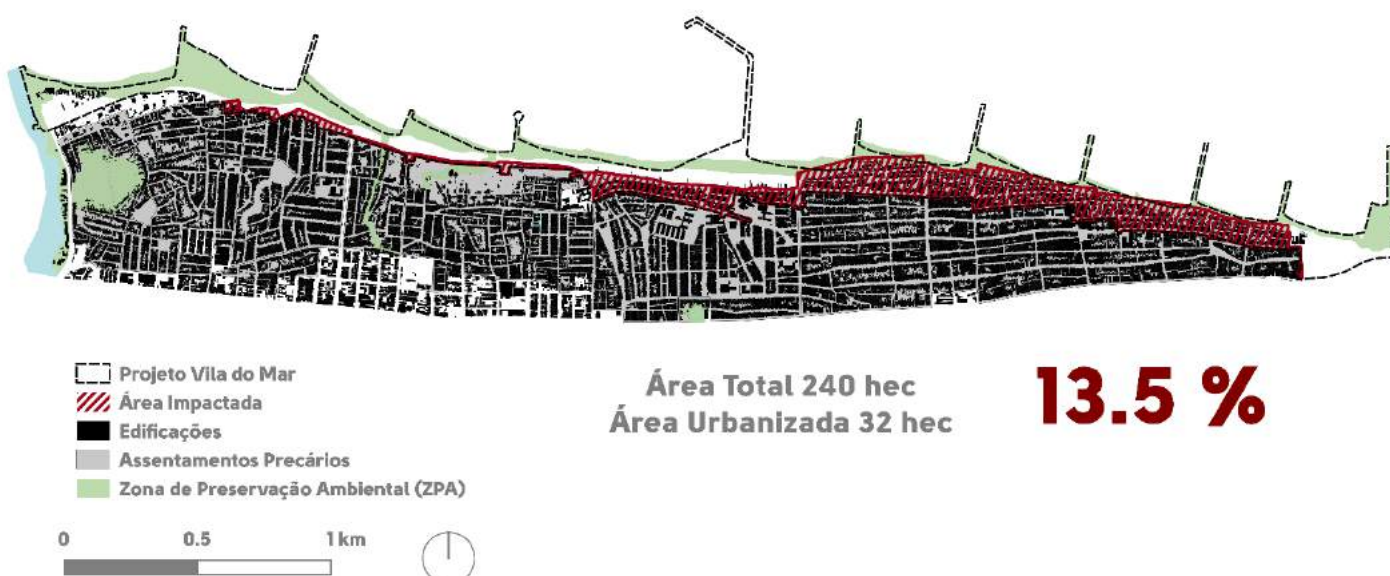 Projeto Vila do Mar
Área Impactada
Edificações
Assentamentos Precários
Zona de Preservação Ambiental (ZPA)
0 0.5 1 km
Área Total 240 hec
Área Urbanizada 32 hec
13.5 %